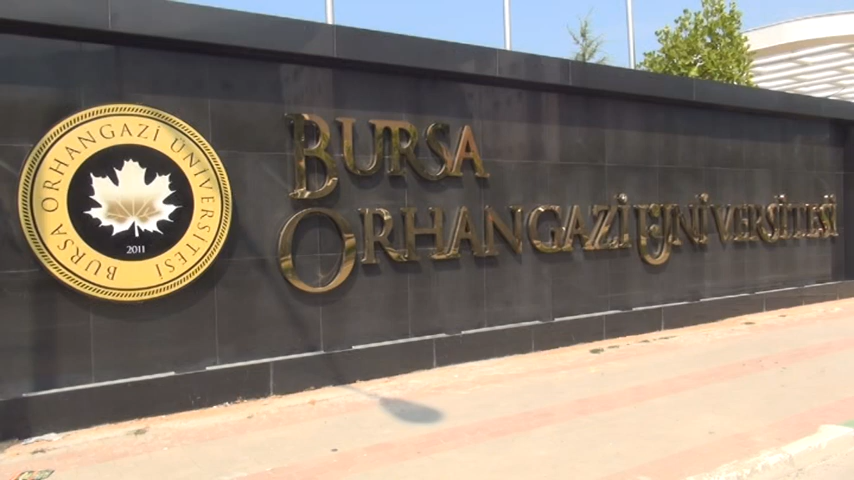 BURSA ORHANGAZİ ÜNİVERSİTESİ
2011
BURSA
ORHANGAZİ ÜNİVERSİTESİ